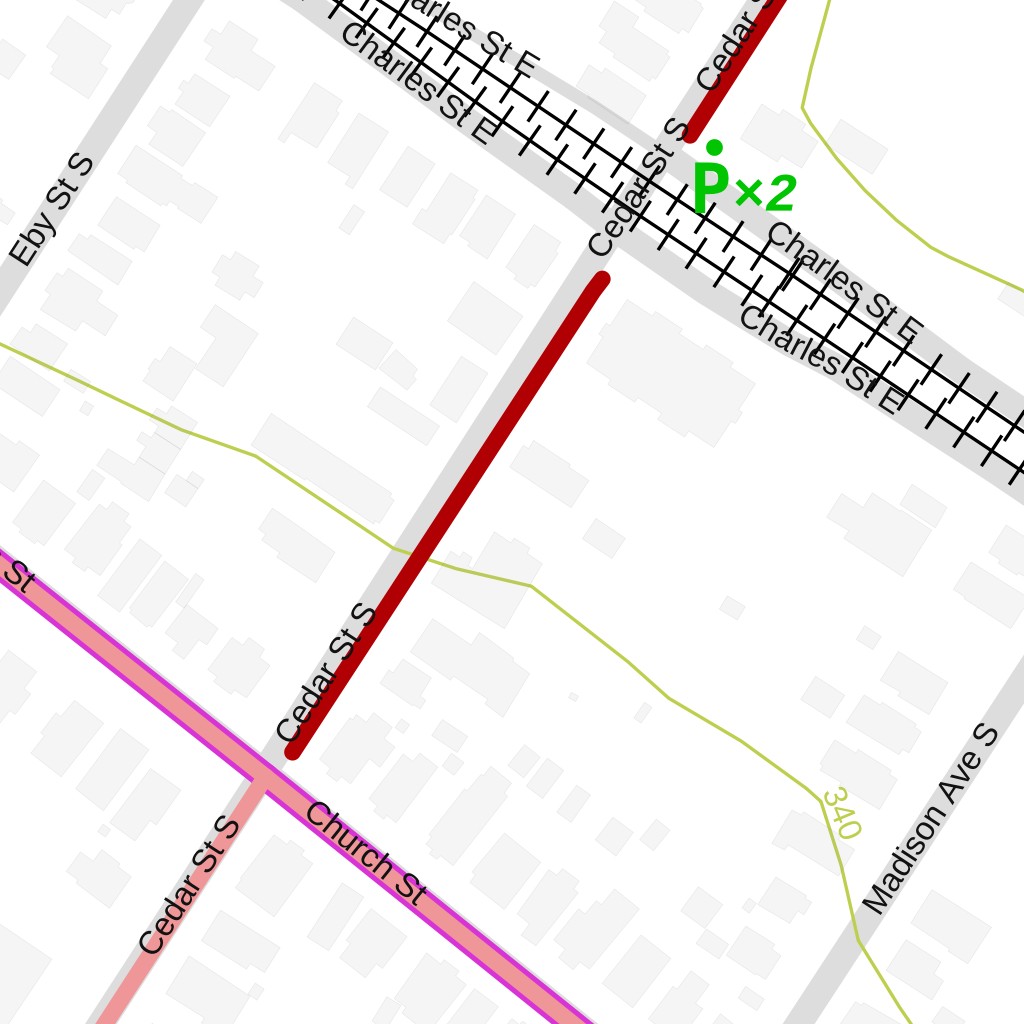 Charles St E
Cedar S
Charles St E
Cedar St S
P×2
Eby St S
Charles St E
Charles St E
St
Cedar St S
Madison Ave S
340
Church St
Cedar St S